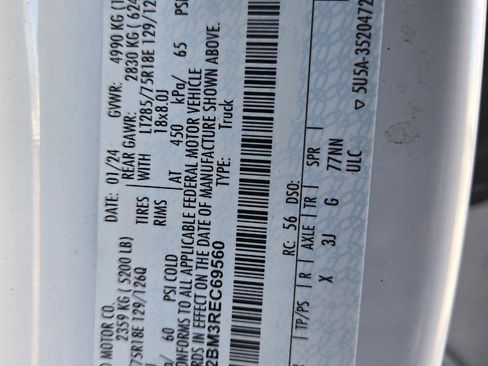 DATE: 01/24 GVWR: 4990 KG
O MOTOR CO. REAR GAWR: 2830 KG ( 624
2359 KG ( 5200 LB) WITH
75R18E 129/126Q TIRES LT285/75R18E 129/12
RIMS 18x8.0J
/ 60 PSI COLD AT 450 kPa/ 65 PSI
CONFORMS TO ALL APPLICABLE FEDERAL MOTOR VEHICLE
ARDS IN EFFECT ON THE DATE OF MANUFACTURE SHOWN ABOVE.
2BM3REC69560 TYPE: Truck
RC: 56 DSO:
TP/PS R AXLE TR SPR
X 3J G 77NN
ULC
▽ 5U5A-3520472